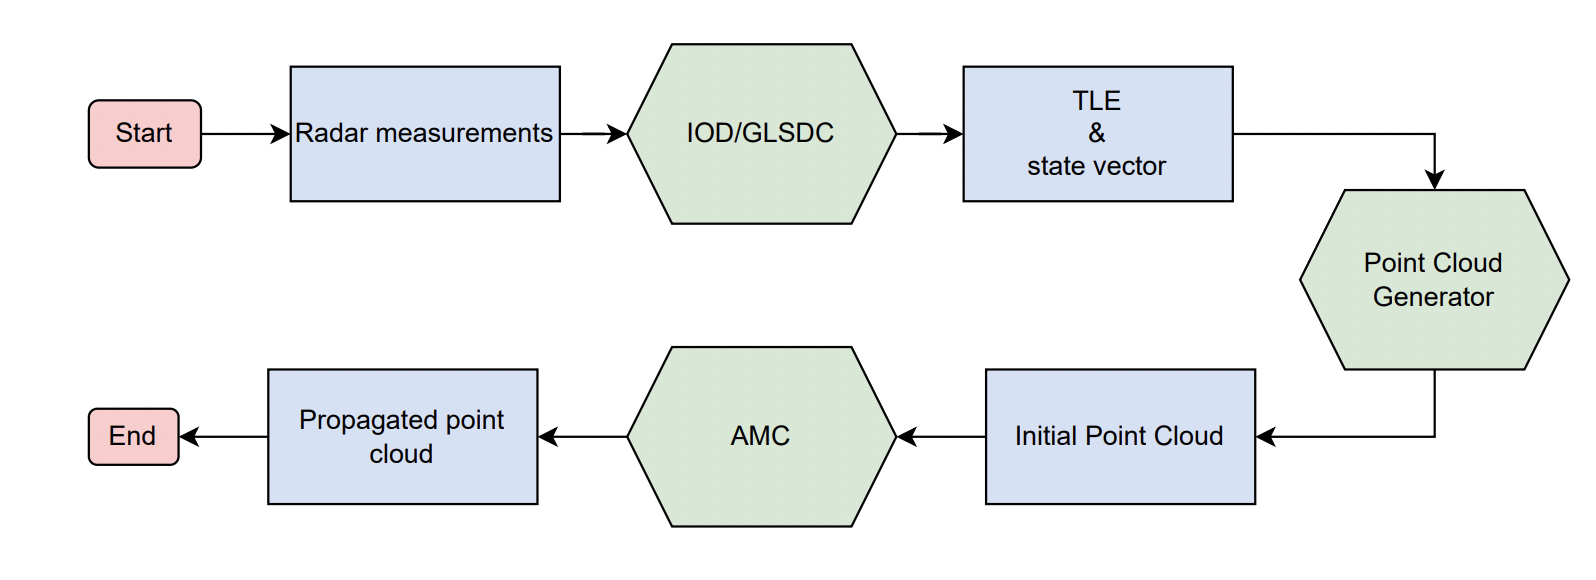 Start
Radar measurements
IOD/GLSDC
TLE
&
state vector
Point Cloud
Generator
Initial Point Cloud
AMC
Propagated point
cloud
End